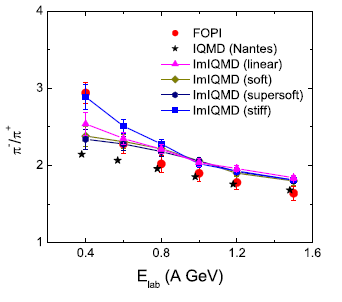 4
FOPI
IQMD (Nantes)
ImIQMD (linear)
ImIQMD (soft)
3
ImIQMD (supersoft)
ImIQMD (stiff)
π⁻/π⁺
2
1
0.4 0.8 1.2 1.6
E_lab (A GeV)